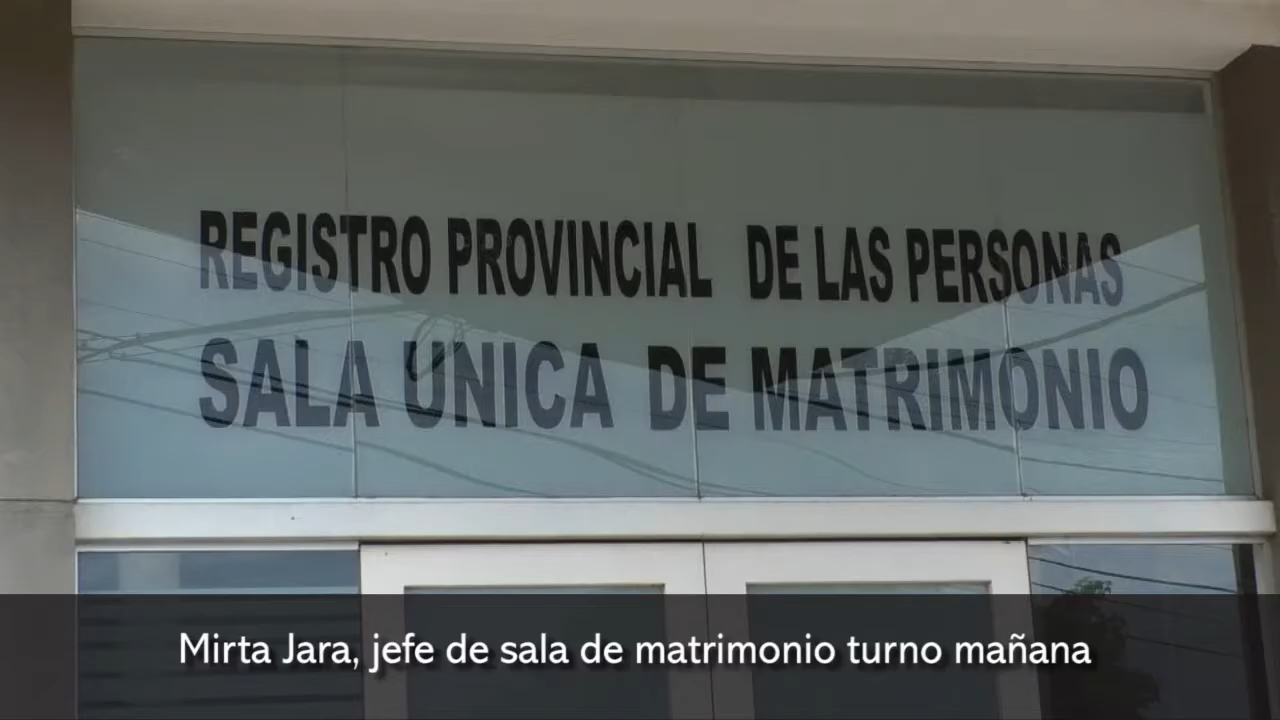 REGISTRO PROVINCIAL DE LAS PERSONAS
SALA UNICA DE MATRIMONIO
Mirta Jara, jefe de sala de matrimonio turno mañana